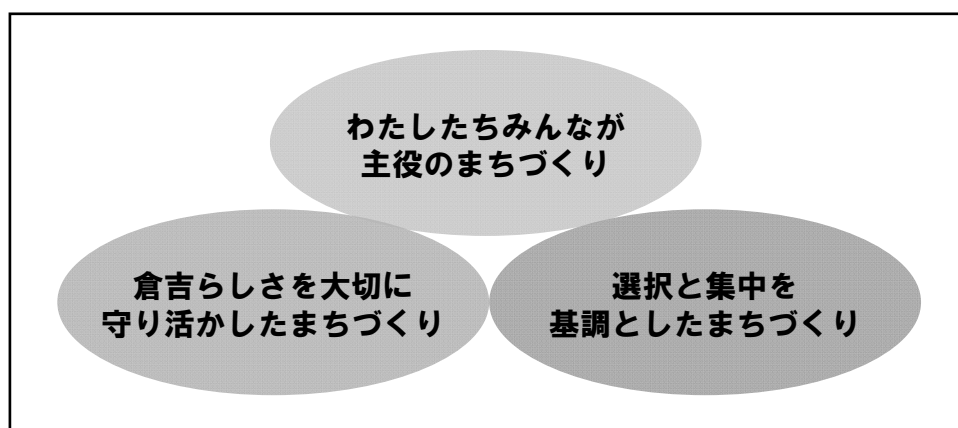 わたしたちみんなが
主役のまちづくり
倉吉らしさを大切に
守り活かしたまちづくり
選択と集中を
基調としたまちづくり